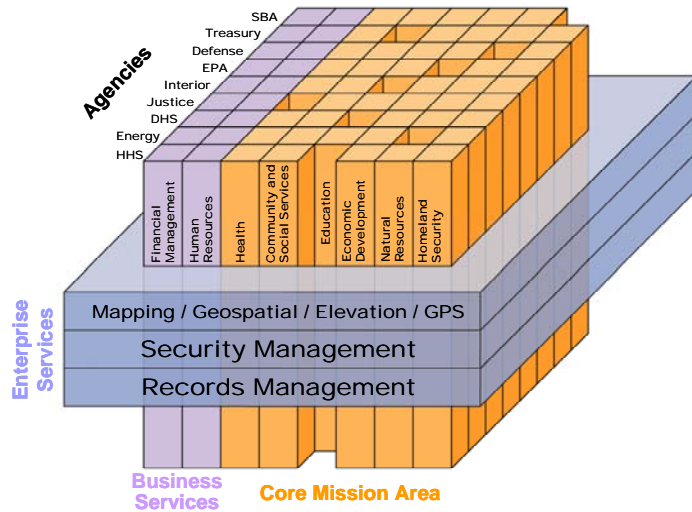 SBA
Treasury
Defense
EPA
Interior
Justice
DHS
Energy
HHS
Agencies
Financial
Management
Human
Resources
Health
Community and
Social Services
Education
Economic
Development
Natural
Resources
Homeland
Security
Enterprise
Services
Mapping / Geospatial / Elevation / GPS
Security Management
Records Management
Business
Services
Core Mission Area